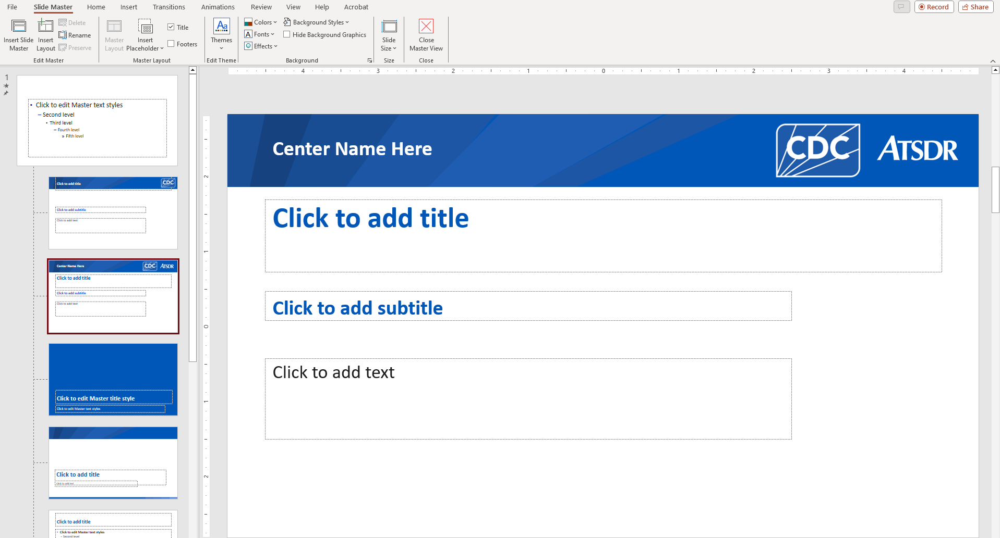 File Slide Master Home Insert Transitions Animations Review View Help Acrobat Record Share
Insert Slide Master
Insert Layout
Delete
Rename
Preserve
Edit Master
Master Layout
Insert Placeholder
Title
Footers
Master Layout
Themes
Edit Theme
Colors
Fonts
Effects
Background Styles
Hide Background Graphics
Background
Slide Size
Size
Close Master View
Close
1
Click to edit Master text styles
Second level
Third level
Fourth level
Fifth level
Click to add title
CDC
Click to add subtitle
Click to add text
Center Name Here
CDC ATSDR
Click to add title
Click to add subtitle
Click to add text
Click to edit Master title style
Click to edit Master text styles
Click to add title
Click to add text
Click to add title
Click to edit Master text styles
Second level
4 3 2 1 0 1 2 3 4
2
1
0
1
2
Center Name Here
CDC ATSDR
Click to add title
Click to add subtitle
Click to add text